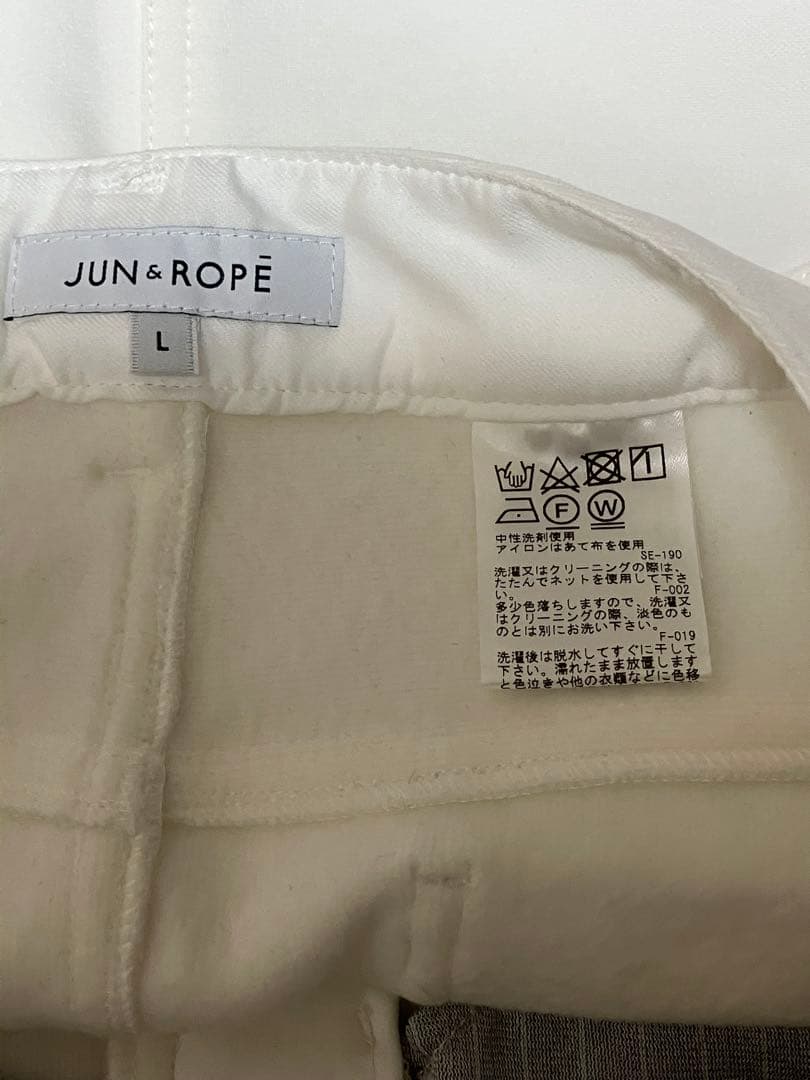 JUN & ROPĒ
L
F W
中性洗剤使用
アイロンはあて布を使用
SE-190
洗濯又はクリーニングの際は、
たたんでネットを使用して下さ
い。
F-002
多少色落ちしますので、洗濯又
はクリーニングの際、淡色のも
のとは別にお洗い下さい。
F-019
洗濯後は脱水してすぐに干して
下さい。濡れたまま放置します
と色泣きや他の衣類などに色移